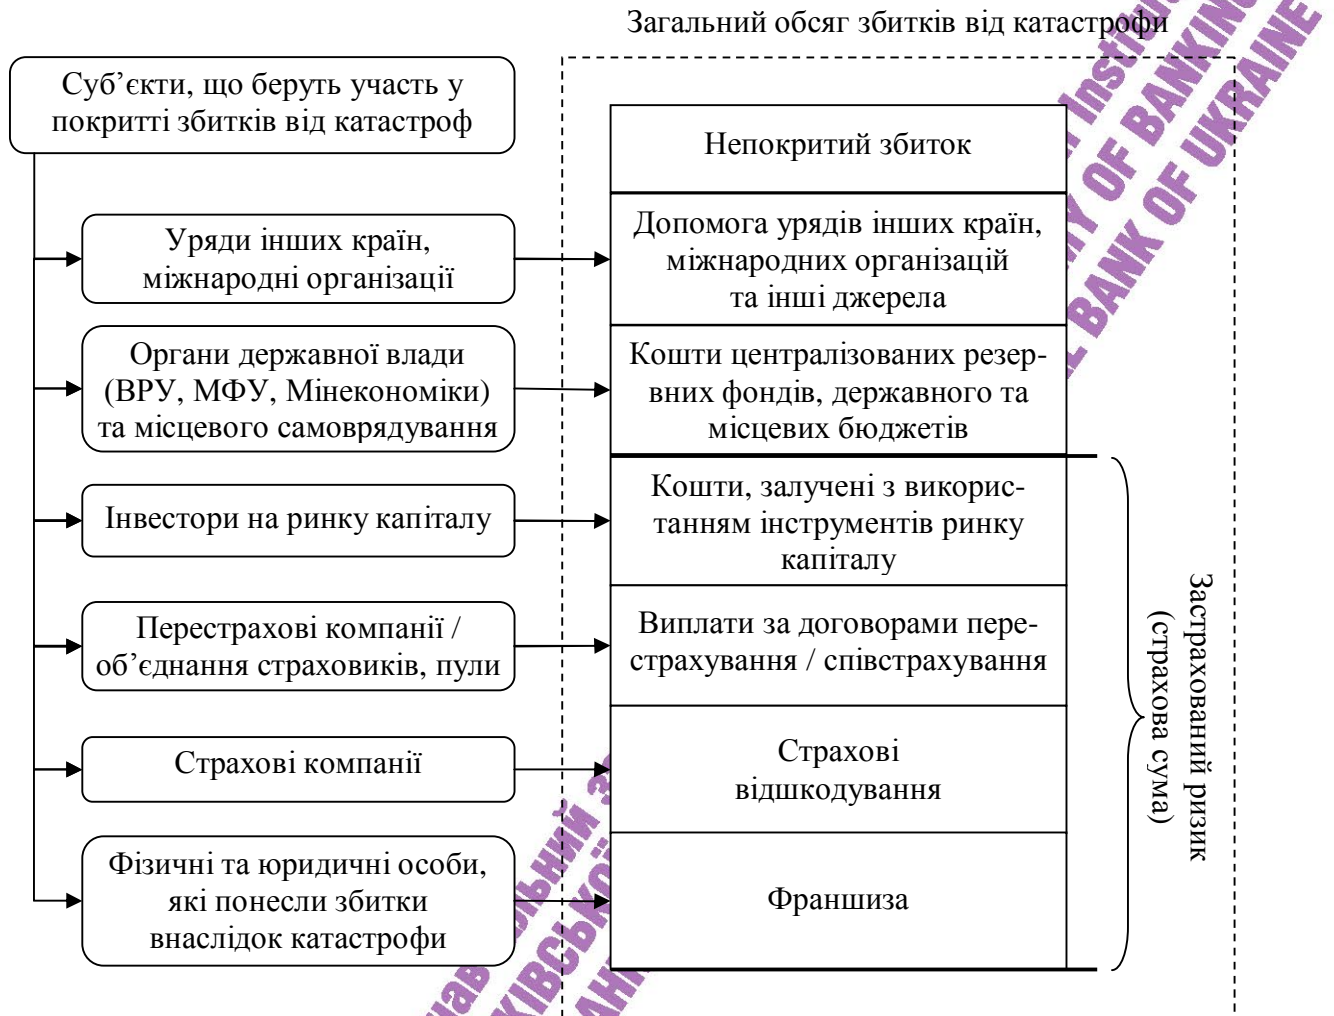 Загальний обсяг збитків від катастрофи
Суб’єкти, що беруть участь у
покритті збитків від катастроф
Непокритий збиток
Уряди інших країн,
міжнародні організації
Допомога урядів інших країн,
міжнародних організацій
та інші джерела
Органи державної влади
(ВРУ, МФУ, Мінекономіки)
та місцевого самоврядування
Кошти централізованих резер-
вних фондів, державного та
місцевих бюджетів
Інвестори на ринку капіталу
Кошти, залучені з викорис-
танням інструментів ринку
капіталу
Перестрахові компанії /
об’єднання страховиків, пули
Виплати за договорами пере-
страхування / співстрахування
Страхові компанії
Страхові
відшкодування
Фізичні та юридичні особи,
які понесли збитки
внаслідок катастрофи
Франшиза
Застрахований ризик
(страхова сума)
OF BANKING
BANK OF UKRAINE